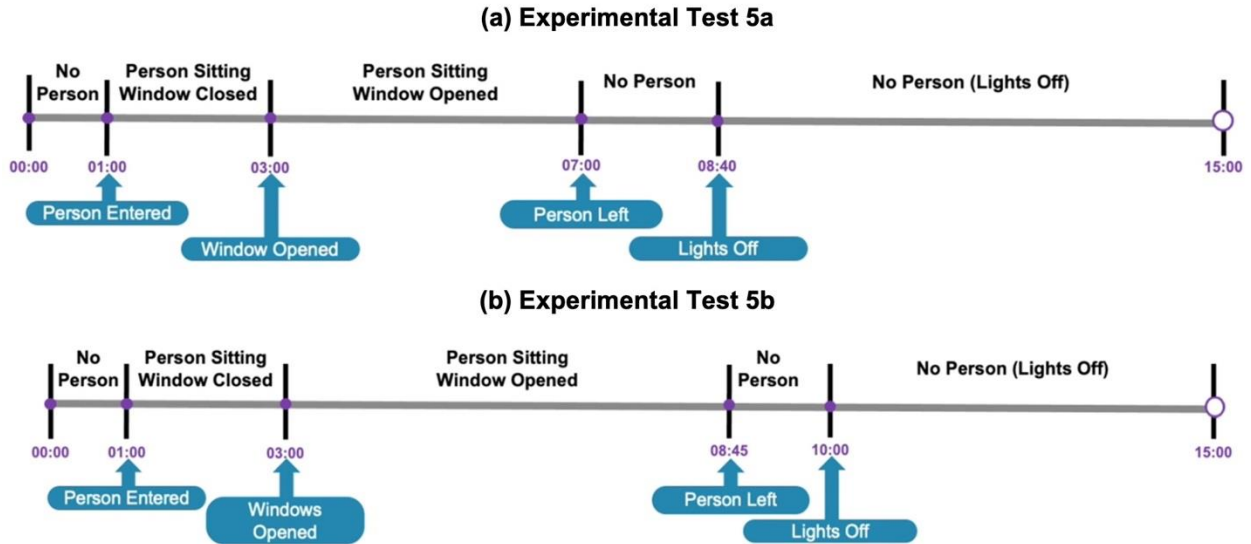 (a) Experimental Test 5a
No
Person
Person Sitting
Window Closed
Person Sitting
Window Opened
No Person
No Person (Lights Off)
00:00
01:00
03:00
07:00
08:40
15:00
Person Entered
Window Opened
Person Left
Lights Off
(b) Experimental Test 5b
No
Person
Person Sitting
Window Closed
Person Sitting
Window Opened
No
Person
No Person (Lights Off)
00:00
01:00
03:00
08:45
10:00
15:00
Person Entered
Windows
Opened
Person Left
Lights Off